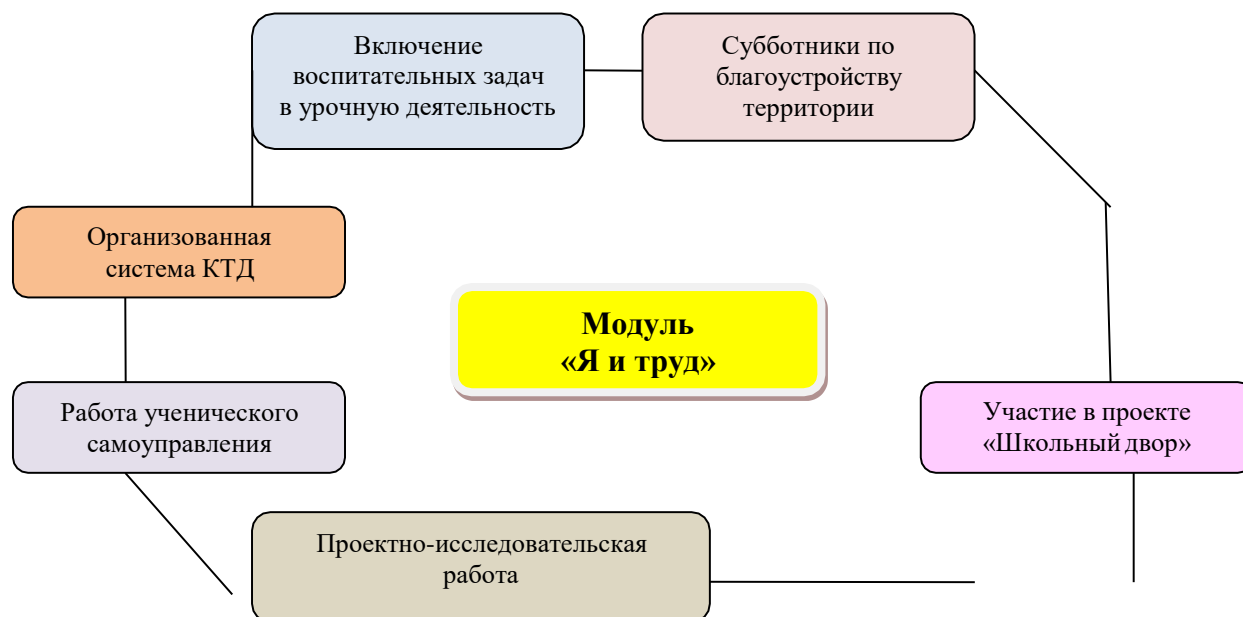 Включение
воспитательных задач
в урочную деятельность
Субботники по
благоустройству
территории
Организованная
система КТД
Модуль
«Я и труд»
Работа ученического
самоуправления
Участие в проекте
«Школьный двор»
Проектно-исследовательская
работа